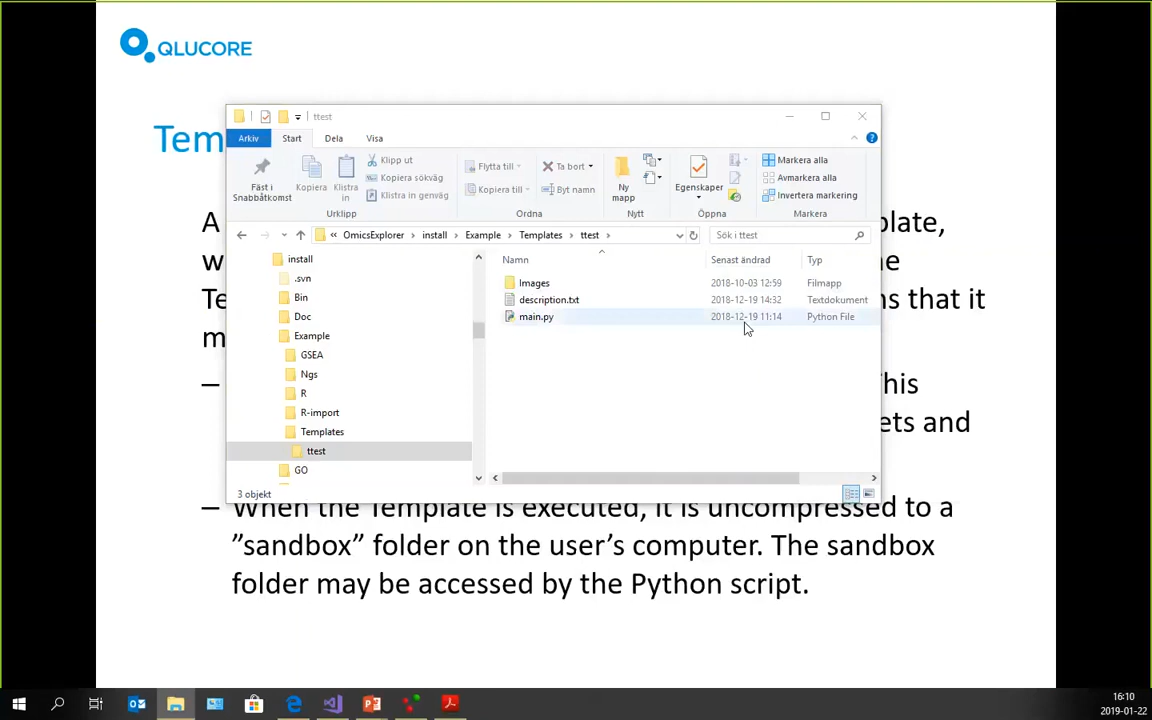 QLUCORE
ttest
Tem
Arkiv Start Dela Visa
Fäst i Snabbåtkomst
Kopiera
Klistra in
Klipp ut
Kopiera sökväg
Klistra in genväg
Urklipp
Flytta till
Kopiera till
Ta bort
Byt namn
Ordna
Ny mapp
Nytt
Egenskaper
Öppna
Markera alla
Avmarkera alla
Invertera markering
Markera
« OmicsExplorer › install › Example › Templates › ttest ›
Sök i ttest
A
plate,
w
ne
Te
ns that it
m
his
ets and
install
.svn
Bin
Doc
Example
GSEA
Ngs
R
R-import
Templates
ttest
GO
Namn Senast ändrad Typ
Images 2018-10-03 12:59 Filmapp
description.txt 2018-12-19 14:32 Textdokument
main.py 2018-12-19 11:14 Python File
3 objekt
– When the Template is executed, it is uncompressed to a
”sandbox” folder on the user’s computer. The sandbox
folder may be accessed by the Python script.
16:10
2019-01-22